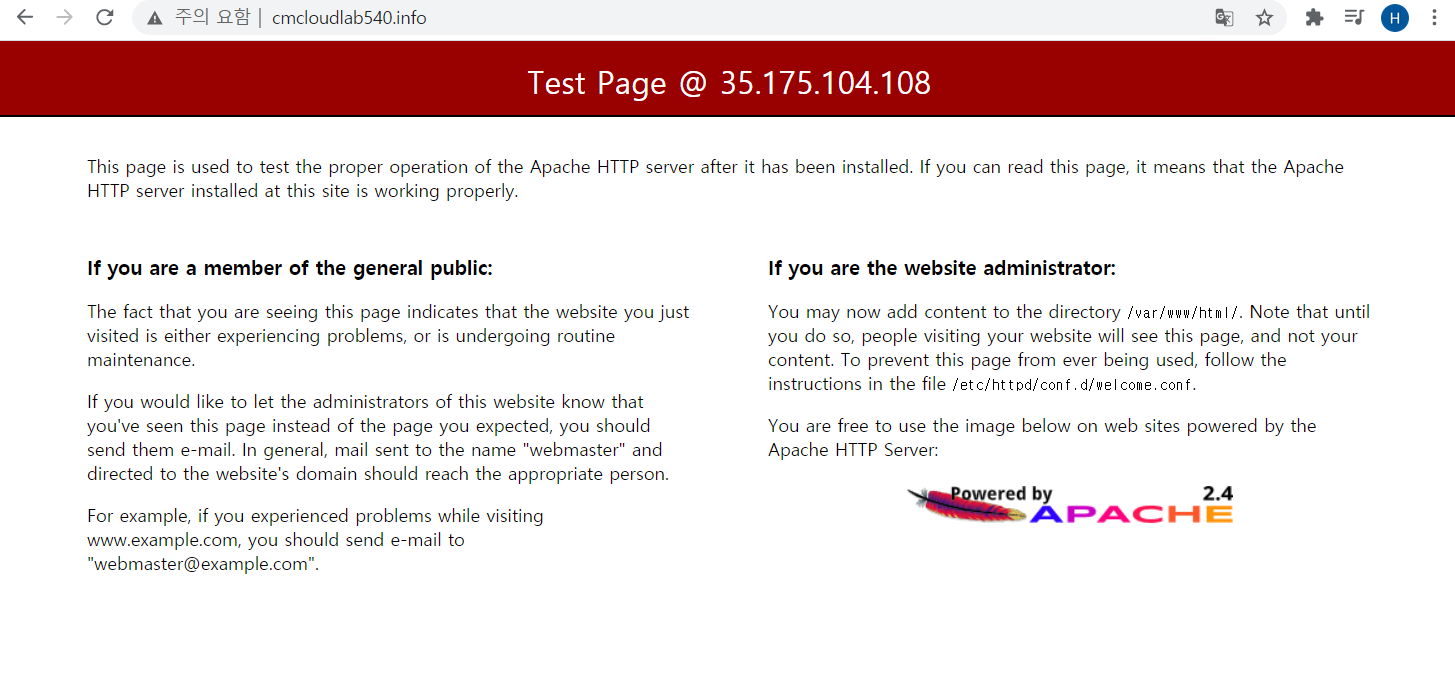 주의 요함 | cmcloudlab540.info
H
Test Page @ 35.175.104.108
This page is used to test the proper operation of the Apache HTTP server after it has been installed. If you can read this page, it means that the Apache
HTTP server installed at this site is working properly.
If you are a member of the general public:
The fact that you are seeing this page indicates that the website you just
visited is either experiencing problems, or is undergoing routine
maintenance.
If you would like to let the administrators of this website know that
you've seen this page instead of the page you expected, you should
send them e-mail. In general, mail sent to the name "webmaster" and
directed to the website's domain should reach the appropriate person.
For example, if you experienced problems while visiting
www.example.com, you should send e-mail to
"webmaster@example.com".
If you are the website administrator:
You may now add content to the directory /var/www/html/. Note that until
you do so, people visiting your website will see this page, and not your
content. To prevent this page from ever being used, follow the
instructions in the file /etc/httpd/conf.d/welcome.conf.
You are free to use the image below on web sites powered by the
Apache HTTP Server:
Powered by 2.4
APACHE